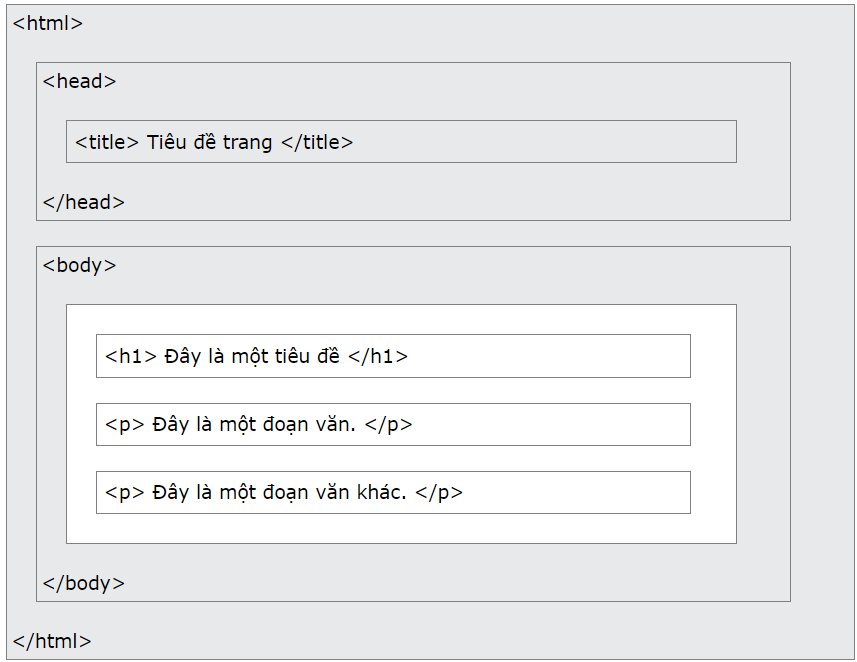 <html>
<head>
<title> Tiêu đề trang </title>
</head>
<body>
<h1> Đây là một tiêu đề </h1>
<p> Đây là một đoạn văn. </p>
<p> Đây là một đoạn văn khác. </p>
</body>
</html>